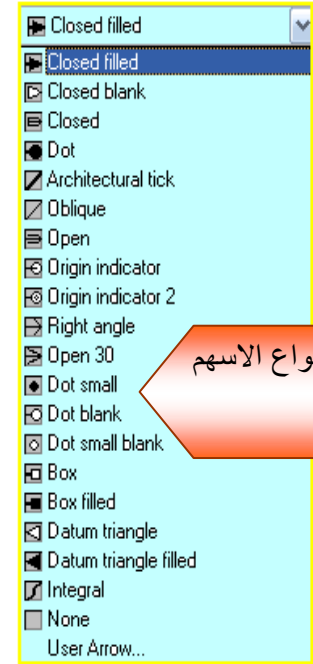 Closed filled
Closed filled
Closed blank
Closed
Dot
Architectural tick
Oblique
Open
Origin indicator
Origin indicator 2
Right angle
Open 30
Dot small
Dot blank
Dot small blank
Box
Box filled
Datum triangle
Datum triangle filled
Integral
None
User Arrow...
واع الاسهم